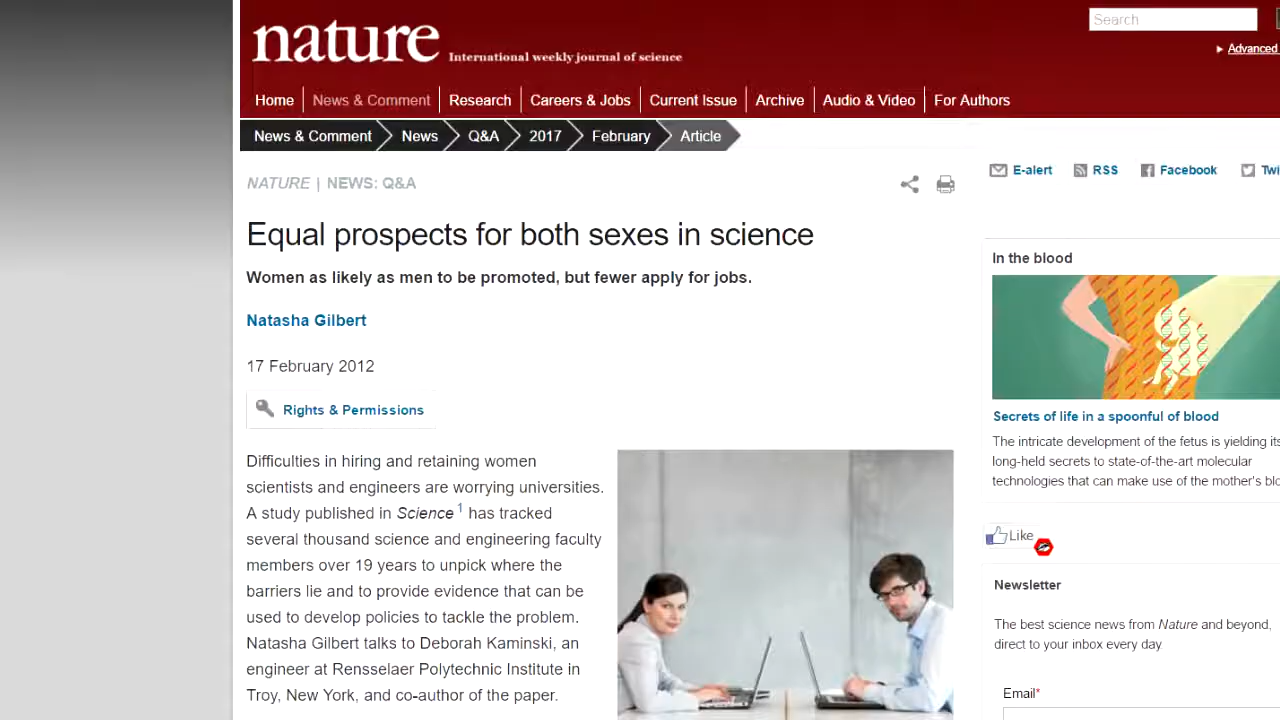 nature International weekly journal of science
Search
Advanced
Home News & Comment Research Careers & Jobs Current Issue Archive Audio & Video For Authors
News & Comment News Q&A 2017 February Article
NATURE | NEWS: Q&A
Equal prospects for both sexes in science
Women as likely as men to be promoted, but fewer apply for jobs.
Natasha Gilbert
17 February 2012
Rights & Permissions
Difficulties in hiring and retaining women
scientists and engineers are worrying universities.
A study published in Science 1 has tracked
several thousand science and engineering faculty
members over 19 years to unpick where the
barriers lie and to provide evidence that can be
used to develop policies to tackle the problem.
Natasha Gilbert talks to Deborah Kaminski, an
engineer at Rensselaer Polytechnic Institute in
Troy, New York, and co-author of the paper.
E-alert RSS Facebook
In the blood
Secrets of life in a spoonful of blood
The intricate development of the fetus is yielding its
long-held secrets to state-of-the-art molecular
technologies that can make use of the mother's
Like
Newsletter
The best science news from Nature and beyond,
direct to your inbox every day.
Email*